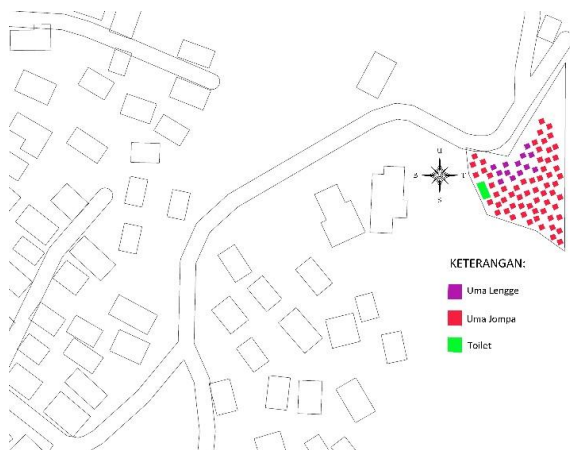 U
B
T
S
KETERANGAN:
Uma Lengge
Uma Jompa
Toilet